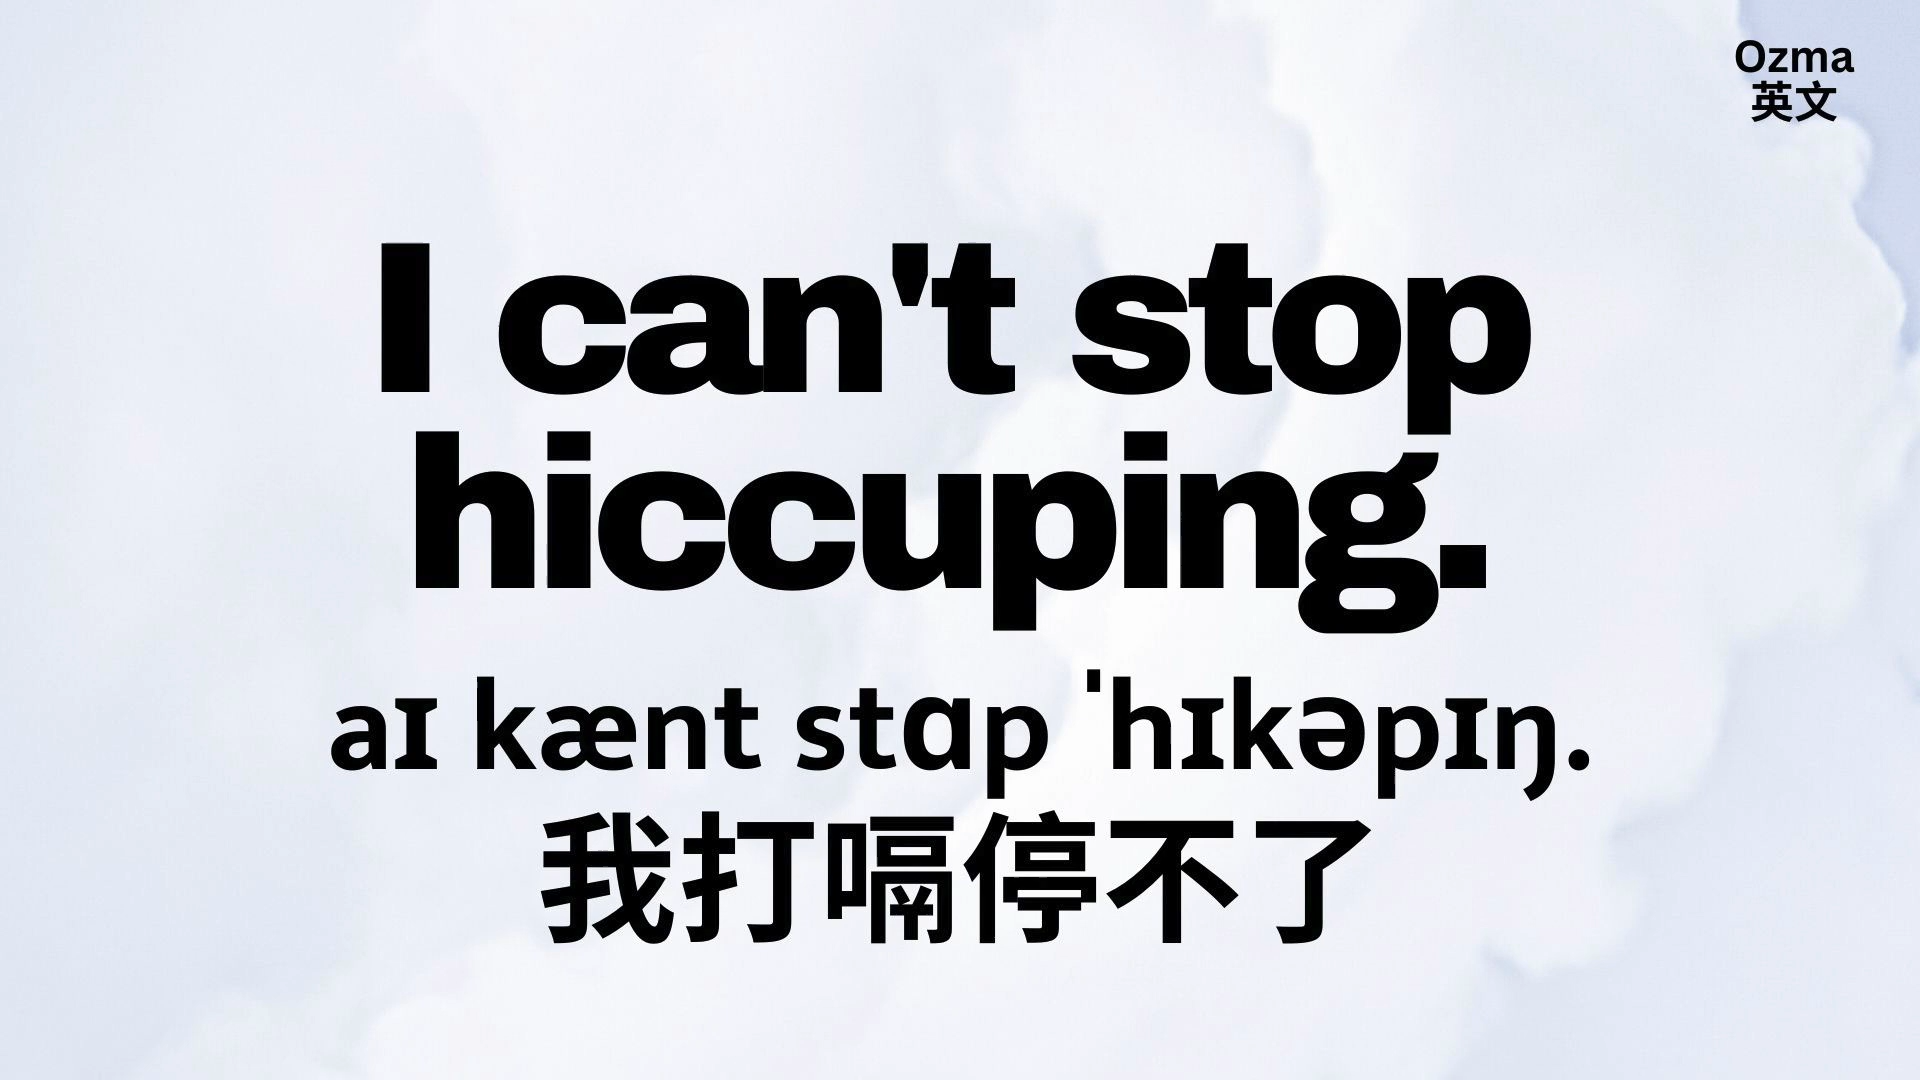 Ozma
英文
I can't stop
hiccuping.
aɪ kænt stɑp ˈhɪkəpɪŋ.
我打嗝停不了